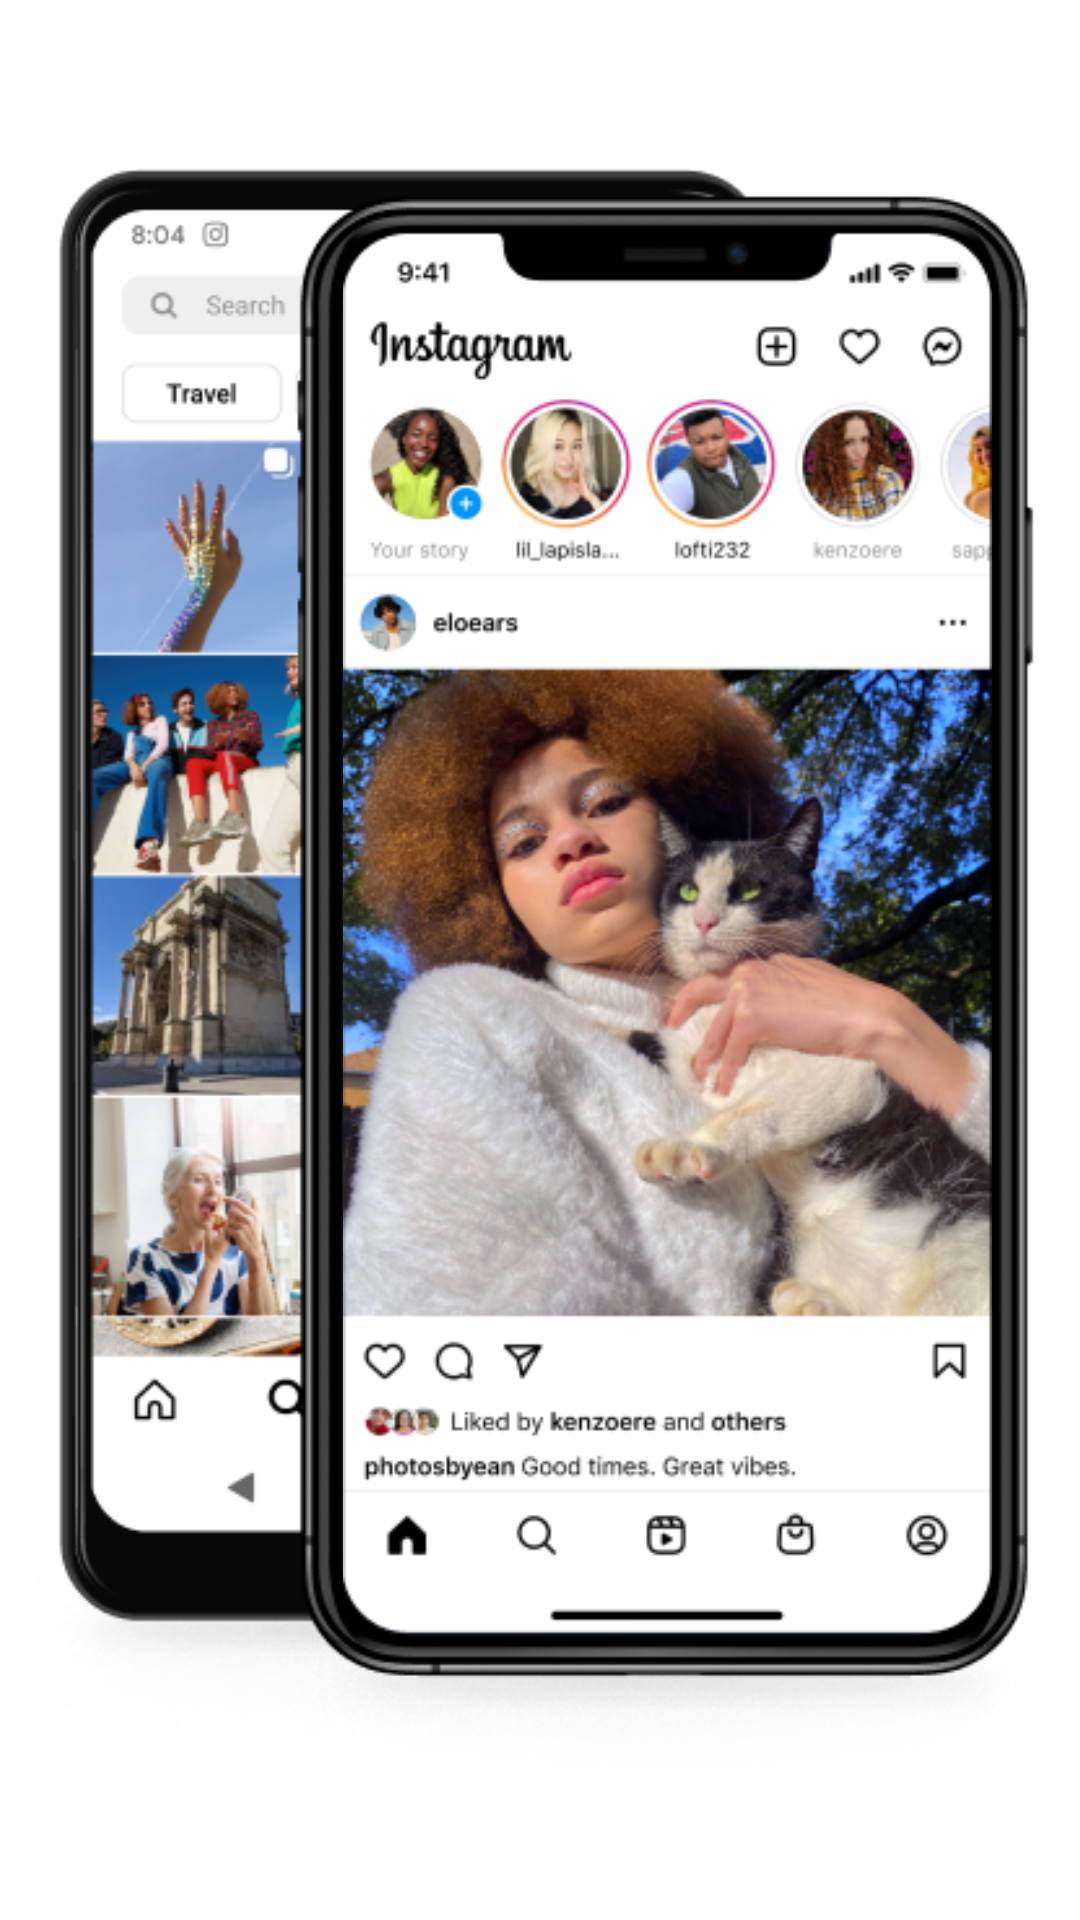 8:04
Search
Travel
9:41
Instagram
Your story
lil_lapisla...
lofti232
kenzoere
sapp
eloears
Liked by kenzoere and others
photosbyean Good times. Great vibes.